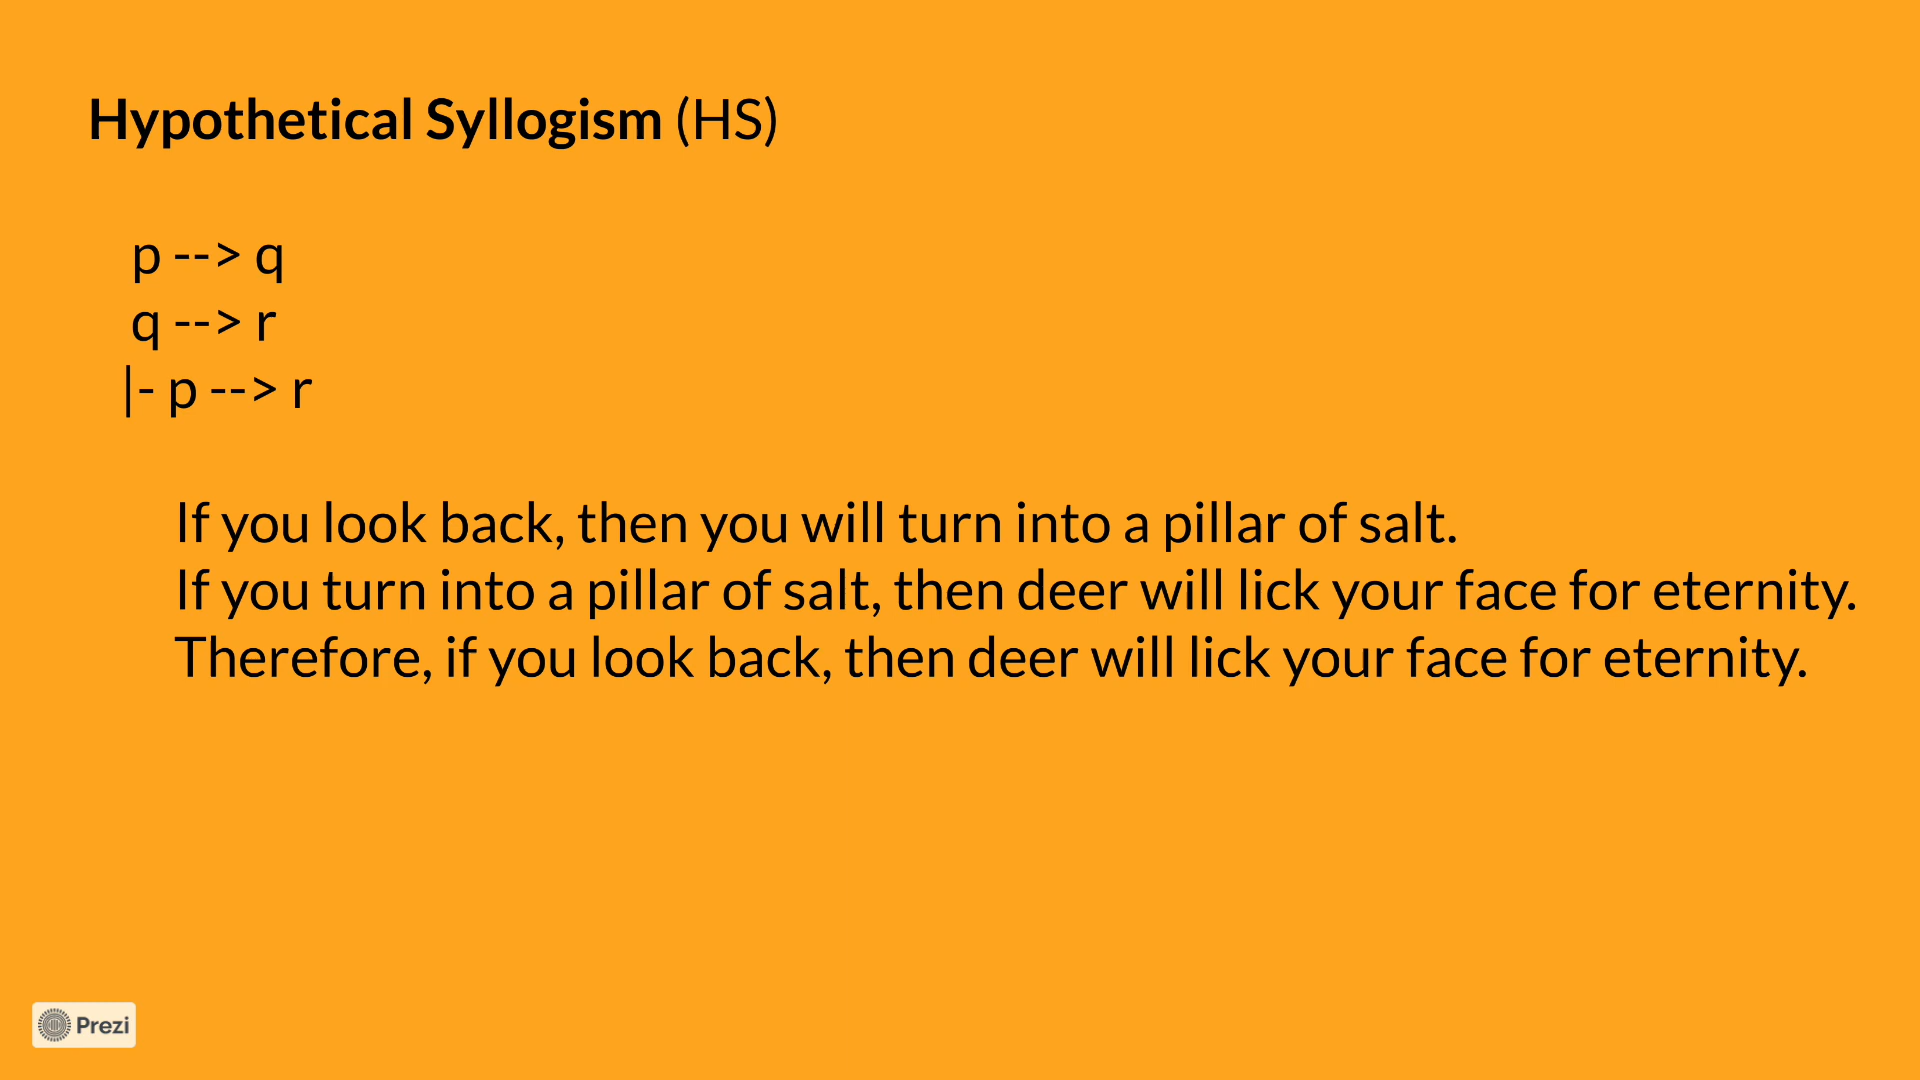 Hypothetical Syllogism (HS)
p --> q
q --> r
|- p --> r
If you look back, then you will turn into a pillar of salt.
If you turn into a pillar of salt, then deer will lick your face for eternity.
Therefore, if you look back, then deer will lick your face for eternity.
Prezi